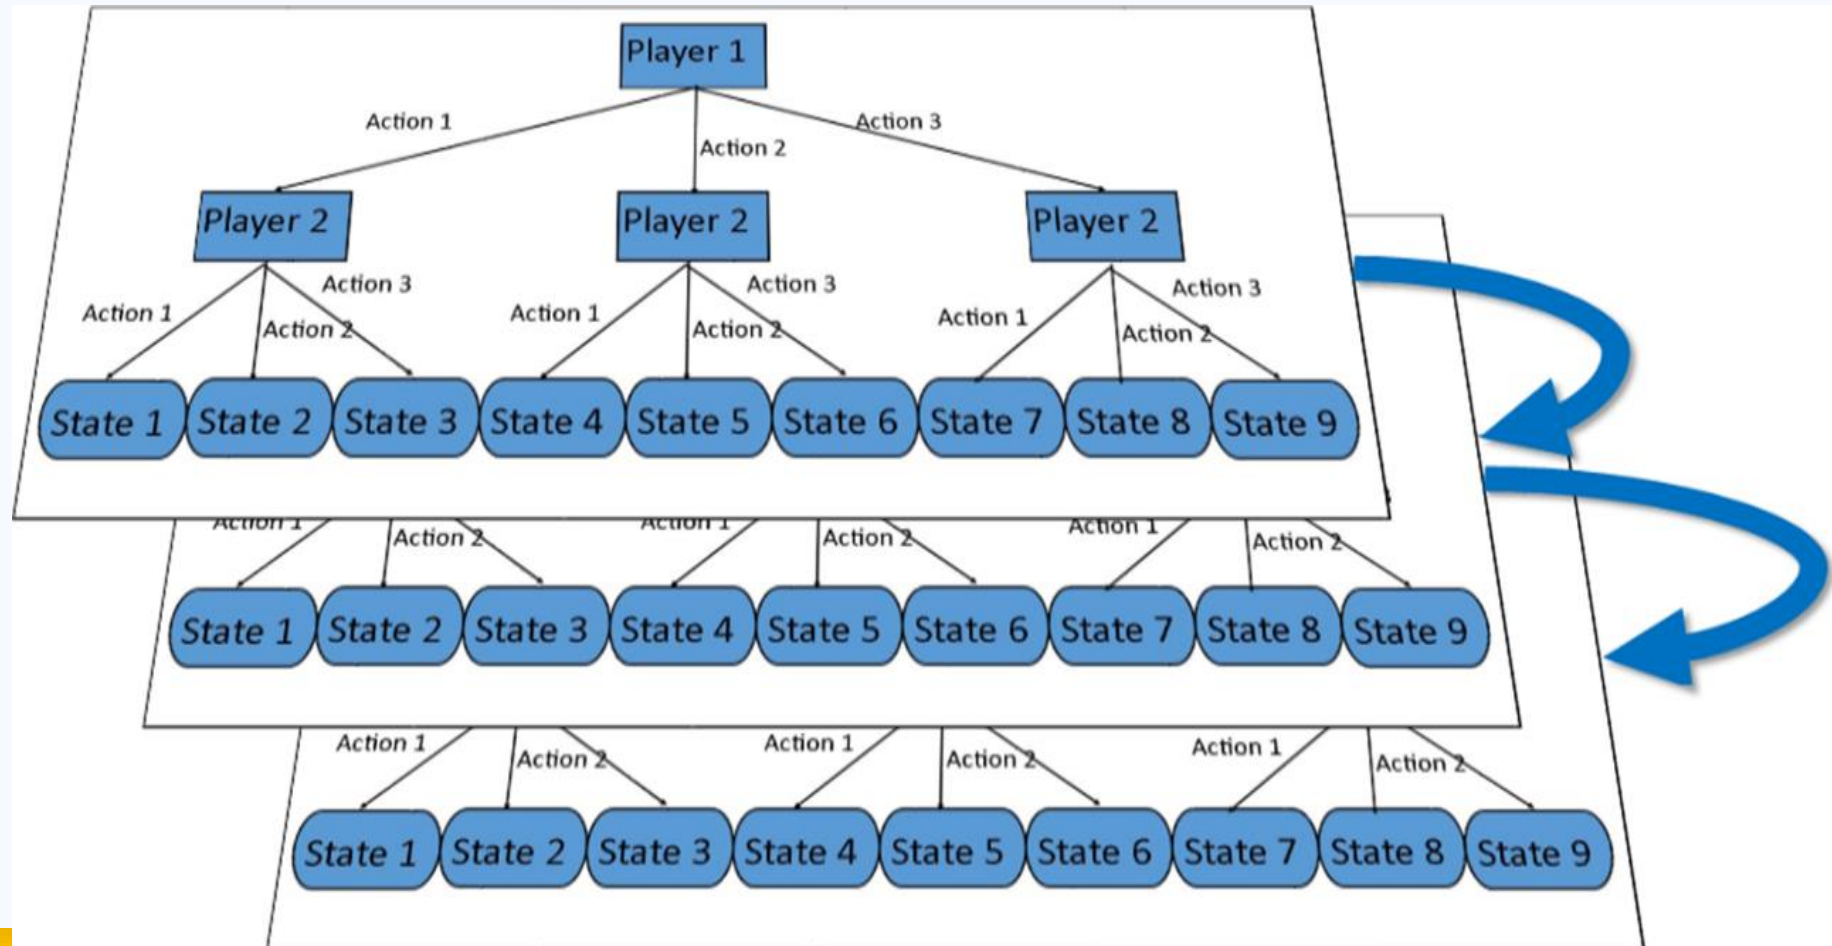 Player 1
Action 1
Action 2
Action 3
Player 2
Player 2
Player 2
Action 1
Action 2
Action 3
Action 1
Action 2
Action 3
Action 1
Action 2
Action 3
State 1
State 2
State 3
State 4
State 5
State 6
State 7
State 8
State 9
Action 1
Action 2
Action 1
Action 2
Action 1
Action 2
State 1
State 2
State 3
State 4
State 5
State 6
State 7
State 8
State 9
Action 1
Action 2
Action 1
Action 2
Action 1
Action 2
State 1
State 2
State 3
State 4
State 5
State 6
State 7
State 8
State 9